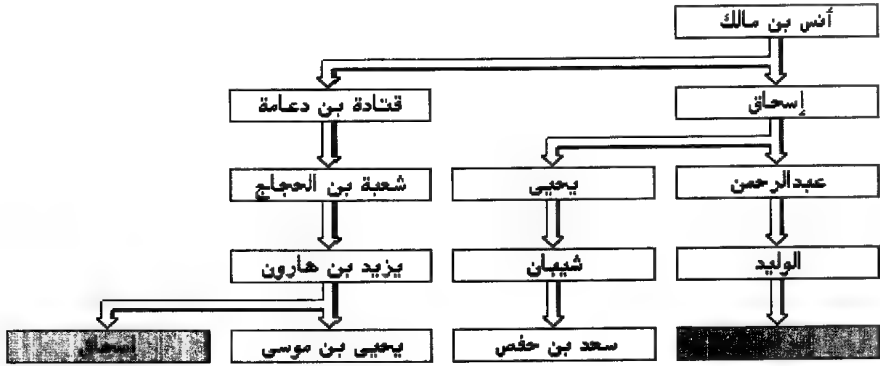 أنس بن مالك
إسحاق
قتادة بن دعامة
عبدالرحمن
يحيى
شعبة بن الحجاج
الوليد
شيبان
يزيد بن هارون
سعد بن حفص
يحيى بن موسى